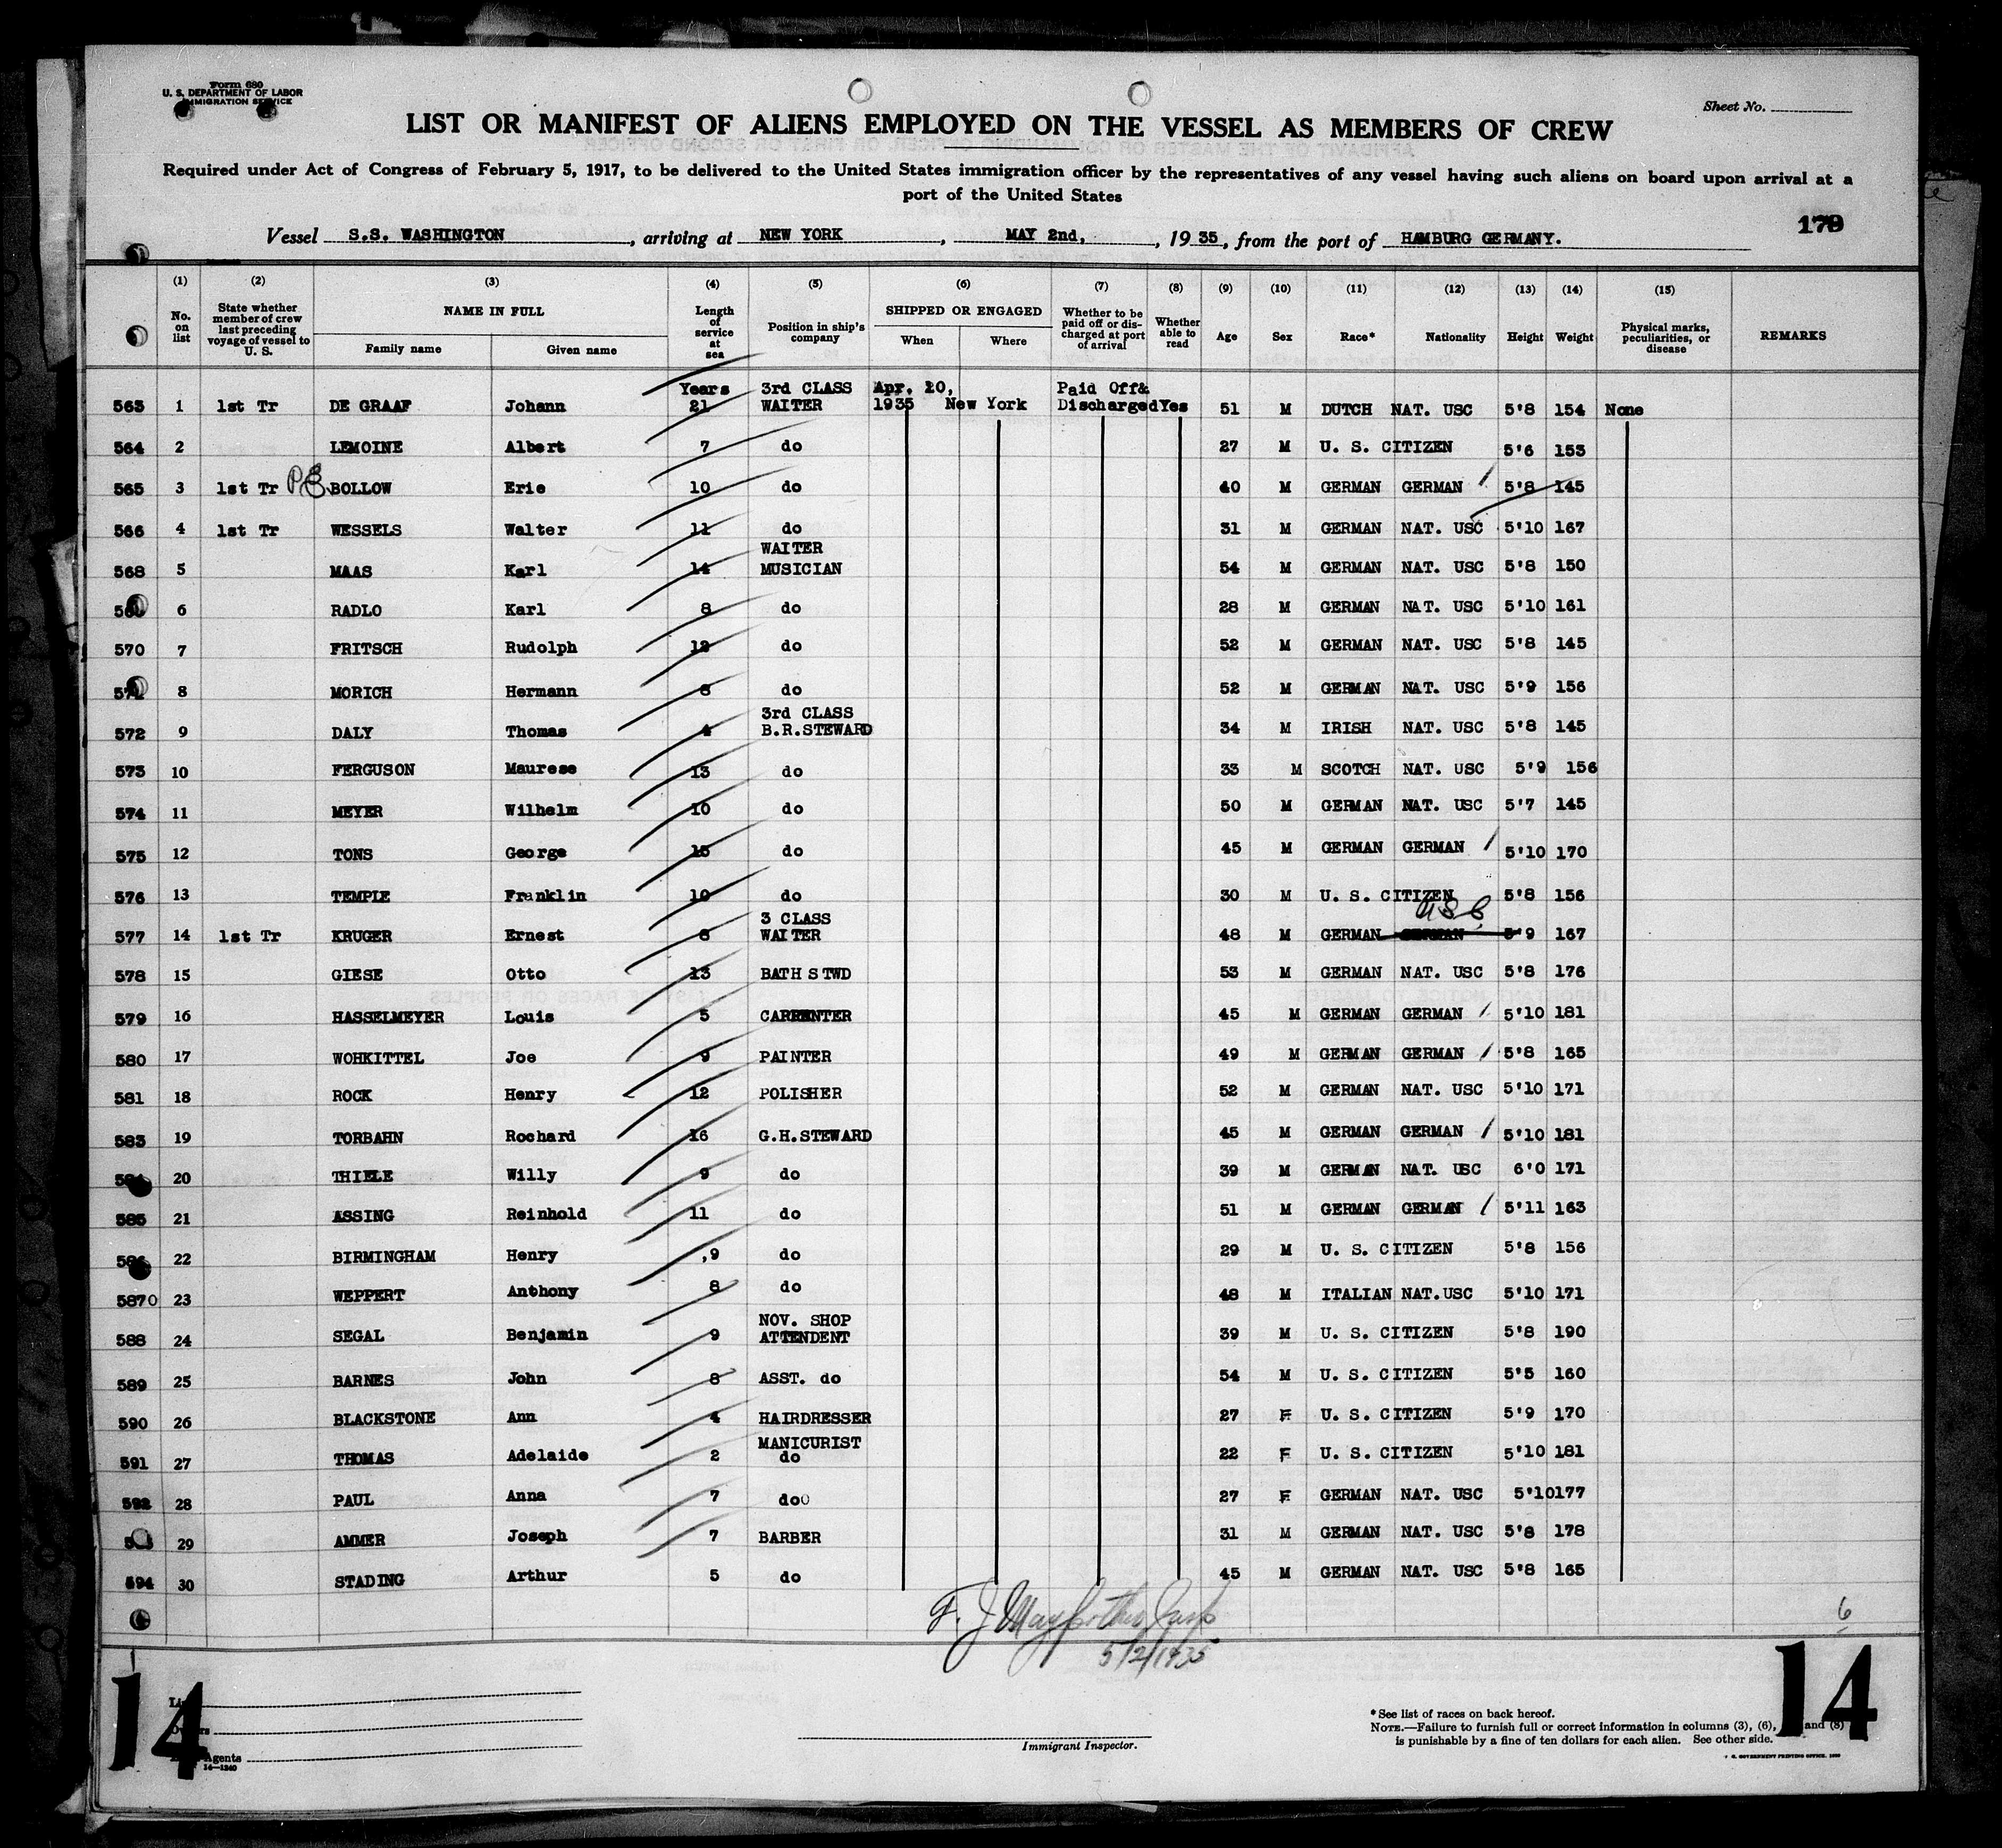 Form 680
U. S. DEPARTMENT OF LABOR
IMMIGRATION SERVICE
Sheet No.
LIST OR MANIFEST OF ALIENS EMPLOYED ON THE VESSEL AS MEMBERS OF CREW
Required under Act of Congress of February 5, 1917, to be delivered to the United States immigration officer by the representatives of any vessel having such aliens on board upon arrival at a
port of the United States
179
Vessel S.S. WASHINGTON, arriving at NEW YORK, MAY 2nd, , 19 35, from the port of HAMBURG GERMANY.
(1) (2) (3) (4) (5) (6) (7) (8) (9) (10) (11) (12) (13) (14) (15)
No. on list State whether member of crew last preceding voyage of vessel to U. S. NAME IN FULL Family name Given name Length of service at sea Position in ship's company SHIPPED OR ENGAGED When Where Whether to be paid off or discharged at port of arrival Whether able to read Age Sex Race* Nationality Height Weight Physical marks, peculiarities, or disease REMARKS
Years 3rd CLASS Apr. 20, Paid Off&
563 1 1st Tr DE GRAAF Johann 21 WAITER 1935 New York Discharged Yes 51 M DUTCH NAT. USC 5'8 154 None
564 2 LEMOINE Albert 7 do 27 M U. S. CITIZEN 5'6 153
565 3 1st Tr BOLLOW Eric 10 do 40 M GERMAN GERMAN 5'8 145
566 4 1st Tr WESSELS Walter 11 do 31 M GERMAN NAT. USC 5'10 167
WAITER
568 5 MAAS Karl 14 MUSICIAN 54 M GERMAN NAT. USC 5'8 150
6 RADLO Karl 8 do 28 M GERMAN NAT. USC 5'10 161
570 7 FRITSCH Rudolph 12 do 52 M GERMAN NAT. USC 5'8 145
8 MORICH Hermann 8 do 52 M GERMAN NAT. USC 5'9 156
3rd CLASS
572 9 DALY Thomas 4 B.R.STEWARD 34 M IRISH NAT. USC 5'8 145
573 10 FERGUSON Maurese 13 do 33 M SCOTCH NAT. USC 5'9 156
574 11 MEYER Wilhelm 10 do 50 M GERMAN NAT. USC 5'7 145
575 12 TONS George 15 do 45 M GERMAN GERMAN 5'10 170
576 13 TEMPLE Franklin 10 do 30 M U. S. CITIZEN 5'8 156
3 CLASS USC
577 14 1st Tr KRUGER Ernest 8 WAITER 48 M GERMAN GERMAN 5'9 167
578 15 GIESE Otto 13 BATH STWD 53 M GERMAN NAT. USC 5'8 176
579 16 HASSELMEYER Louis 5 CARPENTER 45 M GERMAN GERMAN 5'10 181
580 17 WOHKITTEL Joe 9 PAINTER 49 M GERMAN GERMAN 5'8 165
581 18 ROCK Henry 12 POLISHER 52 M GERMAN NAT. USC 5'10 171
583 19 TORBAHN Rochard 16 G.H.STEWARD 45 M GERMAN GERMAN 5'10 181
20 THIELE Willy 9 do 39 M GERMAN NAT. USC 6'0 171
585 21 ASSING Reinhold 11 do 51 M GERMAN GERMAN 5'11 163
586 22 BIRMINGHAM Henry ,9 do 29 M U. S. CITIZEN 5'8 156
5870 23 WEPPERT Anthony 8 do 48 M ITALIAN NAT.USC 5'10 171
NOV. SHOP
588 24 SEGAL Benjamin 9 ATTENDENT 39 M U. S. CITIZEN 5'8 190
589 25 BARNES John 8 ASST. do 54 M U. S. CITIZEN 5'5 160
590 26 BLACKSTONE Ann 4 HAIRDRESSER 27 F U. S. CITIZEN 5'9 170
MANICURIST
591 27 THOMAS Adelaide 2 do 22 F U. S. CITIZEN 5'10 181
592 28 PAUL Anna 7 do0 27 F GERMAN NAT. USC 5'10 177
29 AMMER Joseph 7 BARBER 31 M GERMAN NAT. USC 5'8 178
594 30 STADING Arthur 5 do 45 M GERMAN NAT. USC 5'8 165
6
5/2/1935
14
14
Agents
14—1240
Immigrant Inspector.
* See list of races on back hereof.
NOTE.—Failure to furnish full or correct information in columns (3), (6), and (8)
is punishable by a fine of ten dollars for each alien. See other side.